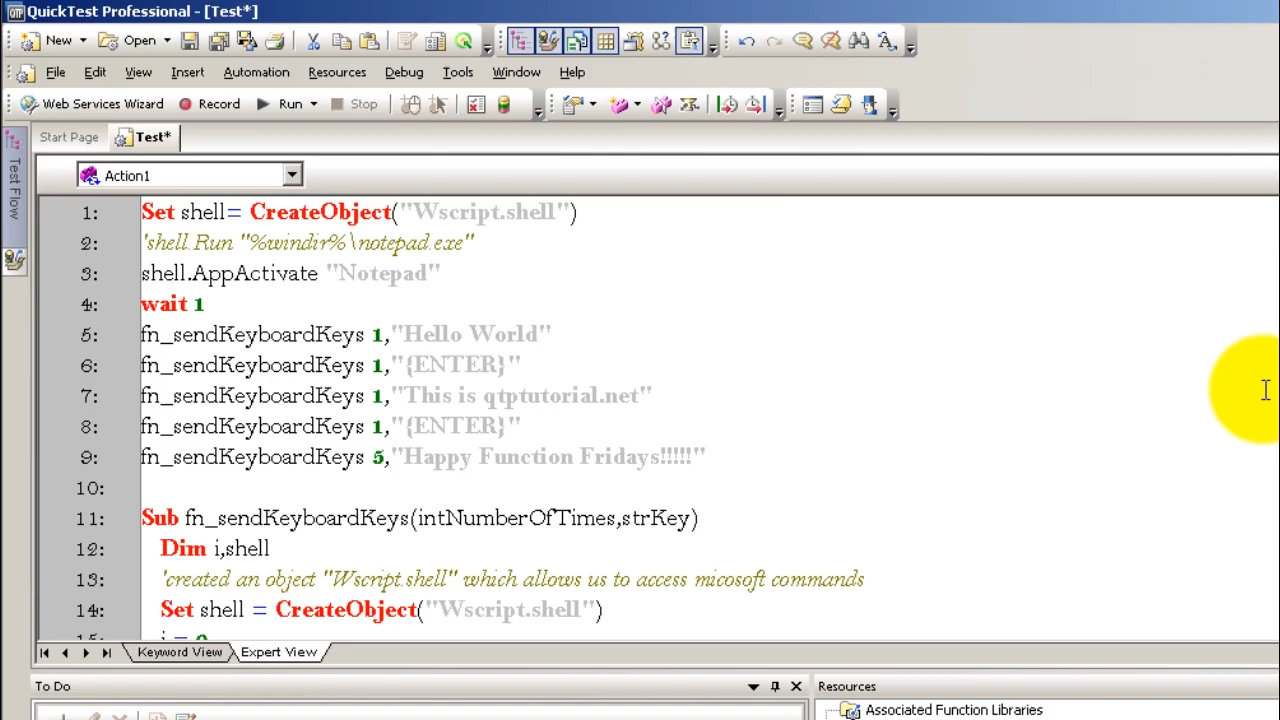 QuickTest Professional - [Test*]
New Open
File Edit View Insert Automation Resources Debug Tools Window Help
Web Services Wizard Record Run Stop
Start Page Test*
Test Flow
Action1
1: Set shell= CreateObject("Wscript.shell")
2: 'shell.Run "%windir%\notepad.exe"
3: shell.AppActivate "Notepad"
4: wait 1
5: fn_sendKeyboardKeys 1,"Hello World"
6: fn_sendKeyboardKeys 1,"{ENTER}"
7: fn_sendKeyboardKeys 1,"This is qtptutorial.net"
8: fn_sendKeyboardKeys 1,"{ENTER}"
9: fn_sendKeyboardKeys 5,"Happy Function Fridays!!!!!"
10:
11: Sub fn_sendKeyboardKeys(intNumberOfTimes,strKey)
12: Dim i,shell
13: 'created an object "Wscript.shell" which allows us to access micosoft commands
14: Set shell = CreateObject("Wscript.shell")
15: i = 0
Keyword View Expert View
To Do Resources
Associated Function Libraries